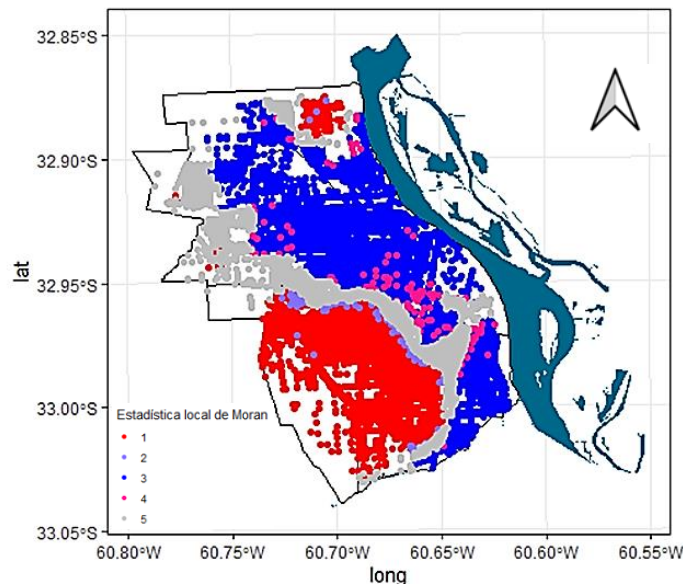 32.85°S
32.90°S
32.95°S
33.00°S
33.05°S
lat
Estadística local de Moran
1
2
3
4
5
60.80°W 60.75°W 60.70°W 60.65°W 60.60°W 60.55°W
long